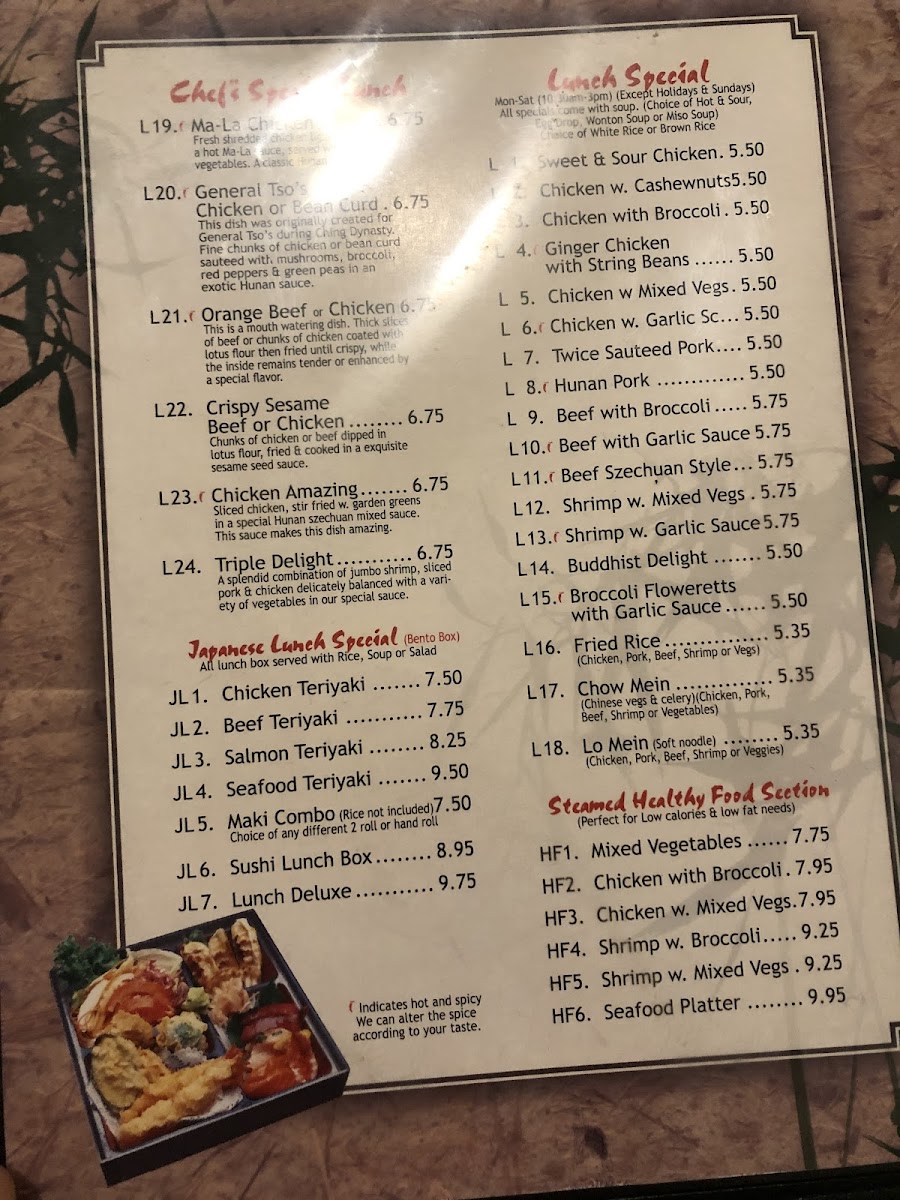 Chef's Special Lunch
L19. Ma-La Chicken 6.75
Fresh shredded chicken
a hot Ma-La sauce, served
vegetables. A classic Hunan
L20. General Tso's
Chicken or Bean Curd . 6.75
This dish was originally created for
General Tso's during Ching Dynasty.
Fine chunks of chicken or bean curd
sauteed with mushrooms, broccoli,
red peppers & green peas in an
exotic Hunan sauce.
L21. Orange Beef or Chicken 6.75
This is a mouth watering dish. Thick slices
of beef or chunks of chicken coated with
lotus flour then fried until crispy, while
the inside remains tender or enhanced by
a special flavor.
L22. Crispy Sesame
Beef or Chicken ........ 6.75
Chunks of chicken or beef dipped in
lotus flour, fried & cooked in a exquisite
sesame seed sauce.
L23. Chicken Amazing....... 6.75
Sliced chicken, stir fried w. garden greens
in a special Hunan szechuan mixed sauce.
This sauce makes this dish amazing.
L24. Triple Delight........... 6.75
A splendid combination of jumbo shrimp, sliced
pork & chicken delicately balanced with a vari-
ety of vegetables in our special sauce.
Japanese Lunch Special (Bento Box)
All lunch box served with Rice, Soup or Salad
JL1. Chicken Teriyaki ....... 7.50
JL2. Beef Teriyaki ........... 7.75
JL3. Salmon Teriyaki ........ 8.25
JL4. Seafood Teriyaki ....... 9.50
JL5. Maki Combo (Rice not included)7.50
Choice of any different 2 roll or hand roll
JL6. Sushi Lunch Box........ 8.95
JL7. Lunch Deluxe........... 9.75
Indicates hot and spicy
We can alter the spice
according to your taste.
Lunch Special
Mon-Sat (10:30am-3pm) (Except Holidays & Sundays)
All specials come with soup. (Choice of Hot & Sour,
Egg Drop, Wonton Soup or Miso Soup)
Choice of White Rice or Brown Rice
L Sweet & Sour Chicken. 5.50
2. Chicken w. Cashewnuts5.50
3. Chicken with Broccoli . 5.50
L 4. Ginger Chicken
with String Beans ...... 5.50
L 5. Chicken w Mixed Vegs. 5.50
L 6. Chicken w. Garlic Sc... 5.50
L 7. Twice Sauteed Pork.... 5.50
L 8. Hunan Pork ............. 5.50
L 9. Beef with Broccoli ..... 5.75
L10. Beef with Garlic Sauce 5.75
L11. Beef Szechuan Style... 5.75
L12. Shrimp w. Mixed Vegs . 5.75
L13. Shrimp w. Garlic Sauce 5.75
L14. Buddhist Delight ....... 5.50
L15. Broccoli Floweretts
with Garlic Sauce ...... 5.50
L16. Fried Rice ............... 5.35
(Chicken, Pork, Beef, Shrimp or Vegs)
L17. Chow Mein .............. 5.35
(Chinese vegs & celery)(Chicken, Pork,
Beef, Shrimp or Vegetables)
L18. Lo Mein (Soft noodle) ........ 5.35
(Chicken, Pork, Beef, Shrimp or Veggies)
Steamed Healthy Food Section
(Perfect for Low calories & low fat needs)
HF1. Mixed Vegetables ...... 7.75
HF2. Chicken with Broccoli . 7.95
HF3. Chicken w. Mixed Vegs.7.95
HF4. Shrimp w. Broccoli..... 9.25
HF5. Shrimp w. Mixed Vegs . 9.25
HF6. Seafood Platter ........ 9.95